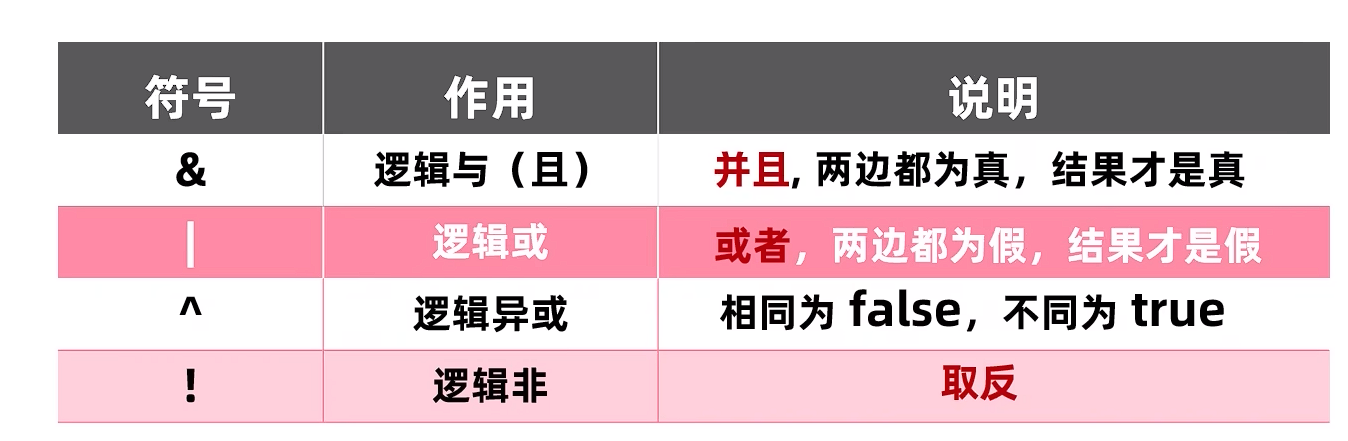 符号 作用 说明
& 逻辑与（且） 并且, 两边都为真，结果才是真
| 逻辑或 或者，两边都为假，结果才是假
^ 逻辑异或 相同为 false，不同为 true
! 逻辑非 取反